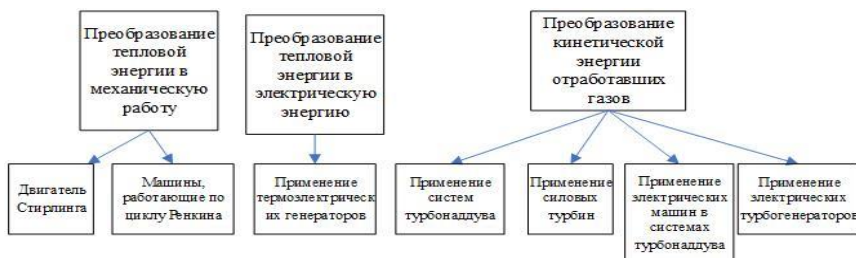 Преобразование
тепловой
энергии в
механическую
работу
Преобразование
тепловой
энергии в
электрическую
энергию
Преобразование
кинетической
энергии
отработавших
газов
Двигатель
Стирлинга
Машины,
работающие по
циклу Ренкина
Применение
термоэлектрическ
их генераторов
Применение
систем
турбонаддува
Применение
силовых
турбин
Применение
электрических
машин в
системах
турбонаддува
Применение
электрических
турбогенераторов